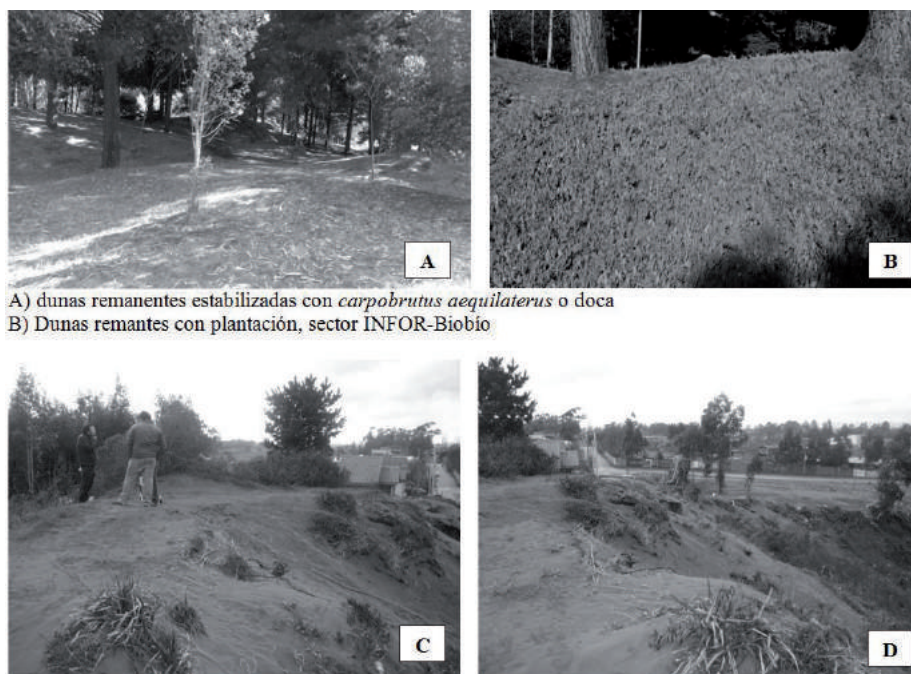 A
B
A) dunas remanentes estabilizadas con carpobrutus aequilaterus o doca
B) Dunas remantes con plantación, sector INFOR-Biobío
C
D